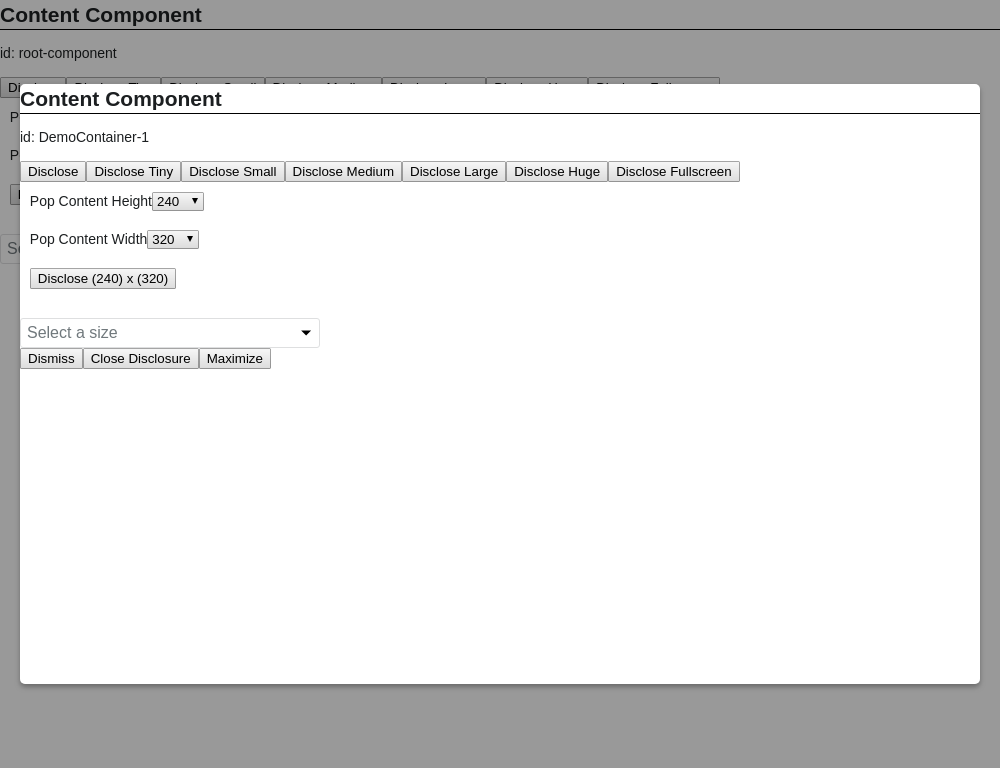 Content Component
id: root-component
Content Component
id: DemoContainer-1
Disclose Disclose Tiny Disclose Small Disclose Medium Disclose Large Disclose Huge Disclose Fullscreen
Pop Content Height 240
Pop Content Width 320
Disclose (240) x (320)
Select a size
Dismiss Close Disclosure Maximize